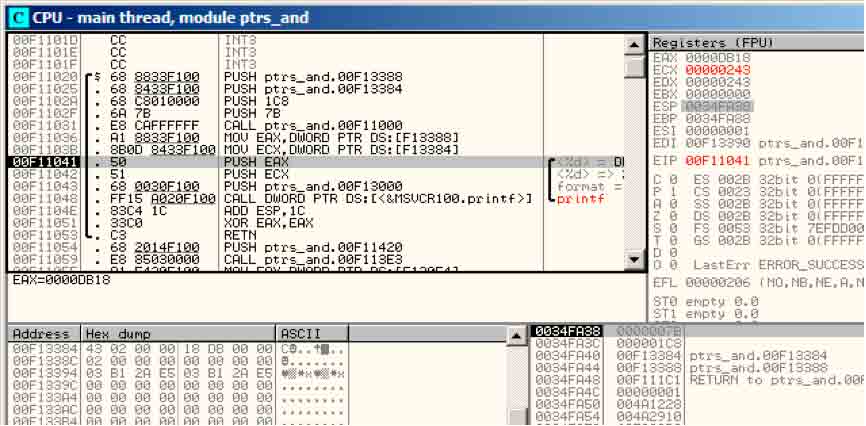 C CPU - main thread, module ptrs_and
00F1101D CC INT3
00F1101E CC INT3
00F1101F CC INT3
00F11020 $ 68 8833F100 PUSH ptrs_and.00F13388
00F11025 . 68 8433F100 PUSH ptrs_and.00F13384
00F1102A . 68 C8010000 PUSH 1C8
00F1102F . 6A 7B PUSH 7B
00F11031 . E8 CAFFFFFF CALL ptrs_and.00F11000
00F11036 . A1 8833F100 MOV EAX,DWORD PTR DS:[F13388]
00F1103B . 8B0D 8433F100 MOV ECX,DWORD PTR DS:[F13384]
00F11041 . 50 PUSH EAX <%d> =
00F11042 . 51 PUSH ECX <%d> =>
00F11043 . 68 0030F100 PUSH ptrs_and.00F13000 format =
00F11048 . FF15 A020F100 CALL DWORD PTR DS:[<&MSVCR100.printf>] printf
00F1104E . 83C4 1C ADD ESP,1C
00F11051 . 33C0 XOR EAX,EAX
00F11053 . C3 RETN
00F11054 . 68 2014F100 PUSH ptrs_and.00F11420
00F11059 . E8 85030000 CALL ptrs_and.00F113E3
EAX=0000DB18
Registers (FPU)
EAX 0000DB18
ECX 00000243
EDX 00000243
EBX 00000000
ESP 0034FA38
EBP 0034FA88
ESI 00000001
EDI 00F13390 ptrs_and.00F1
EIP 00F11041 ptrs_and.00F1
C 0 ES 002B 32bit 0(FFFFF
P 1 CS 0023 32bit 0(FFFFF
A 0 SS 002B 32bit 0(FFFFF
Z 0 DS 002B 32bit 0(FFFFF
S 0 FS 0053 32bit 7EFDD00
T 0 GS 002B 32bit 0(FFFFF
D 0
O 0 LastErr ERROR_SUCCESS
EFL 00000206 (NO,NB,NE,A,N
ST0 empty 0.0
ST1 empty 0.0
Address Hex dump ASCII
00F13384 43 02 00 00 18 DB 00 00
00F1338C 02 00 00 00 00 00 00 00
00F13394 03 B1 2A E5 03 B1 2A E5
00F1339C 00 00 00 00 00 00 00 00 ........
00F133A4 00 00 00 00 00 00 00 00 ........
00F133AC 00 00 00 00 00 00 00 00 ........
00F133B4 00 00 00 00 00 00 00 00
0034FA38 0000007B
0034FA3C 000001C8
0034FA40 00F13384 ptrs_and.00F13384
0034FA44 00F13388 ptrs_and.00F13388
0034FA48 00F111C1 RETURN to ptrs_and.00F
0034FA4C 00000001
0034FA50 004A1228
0034FA54 004A2910